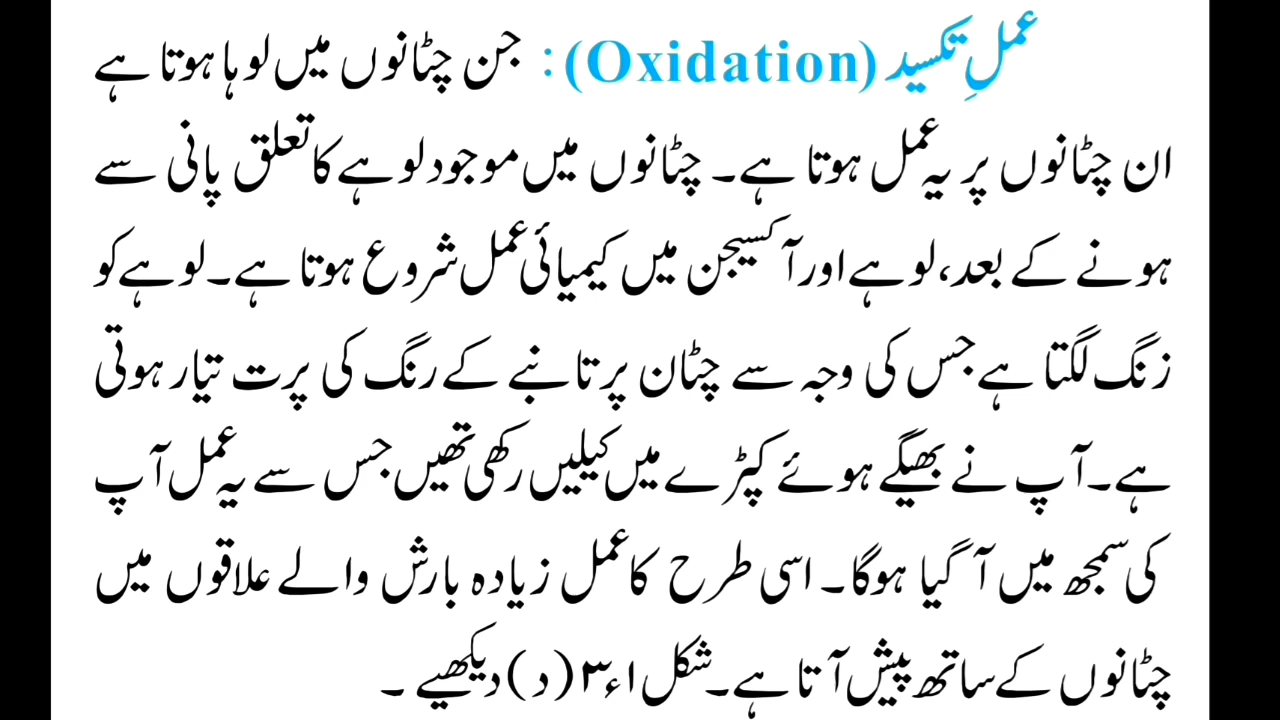 عملِ تکسید (Oxidation) : جن چٹانوں میں لوہا ہوتا ہے
ان چٹانوں پر یہ عمل ہوتا ہے۔ چٹانوں میں موجود لوہے کا تعلق پانی سے
ہونے کے بعد، لوہے اور آکسیجن میں کیمیائی عمل شروع ہوتا ہے۔ لوہے کو
زنگ لگتا ہے جس کی وجہ سے چٹان پر تانبے کے رنگ کی پرت تیار ہوتی
ہے۔ آپ نے بھیگے ہوئے کپڑے میں کیلیں رکھی تھیں جس سے یہ عمل آپ
کی سمجھ میں آ گیا ہوگا۔ اسی طرح کا عمل زیادہ بارش والے علاقوں میں
چٹانوں کے ساتھ پیش آتا ہے۔ شکل ۱ء۳ (د) دیکھیے ۔